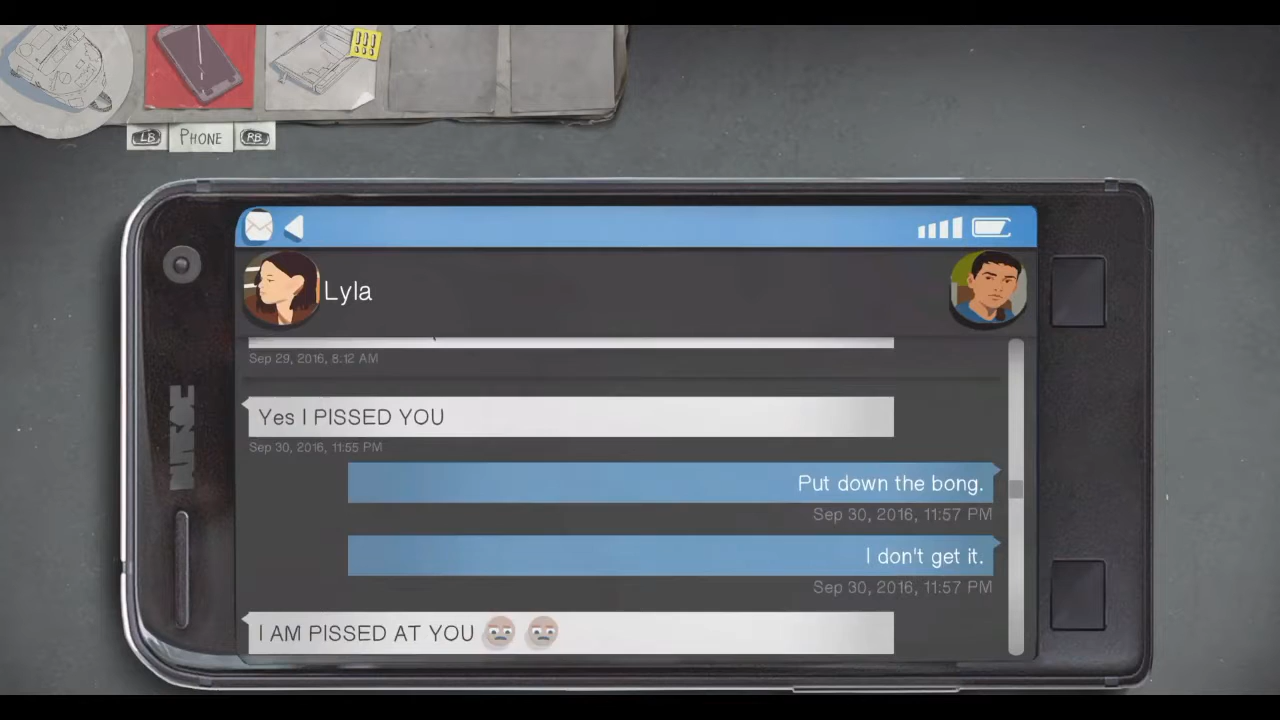 !!!
LB PHONE RB
Lyla
Sep 29, 2016, 8:12 AM
Yes I PISSED YOU
Sep 30, 2016, 11:55 PM
Put down the bong.
Sep 30, 2016, 11:57 PM
I don't get it.
Sep 30, 2016, 11:57 PM
I AM PISSED AT YOU